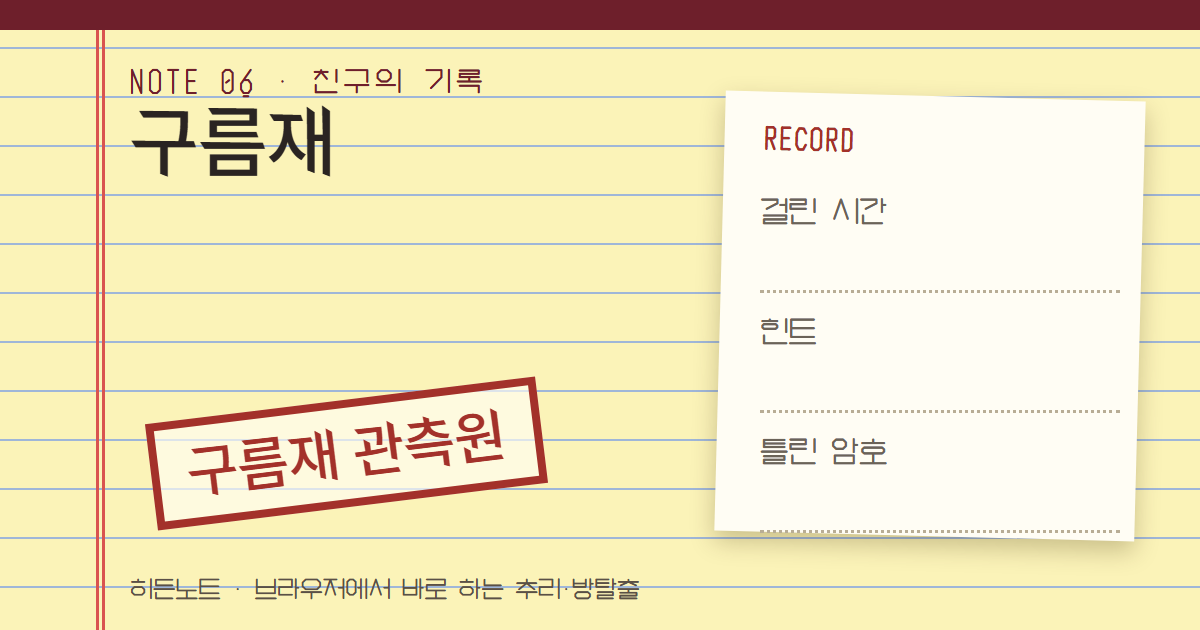 NOTE 06 · 친구의 기록
구름재
RECORD
걸린 시간
힌트
틀린 암호
구름재 관측원
히든노트 · 브라우저에서 바로 하는 추리·방탈출